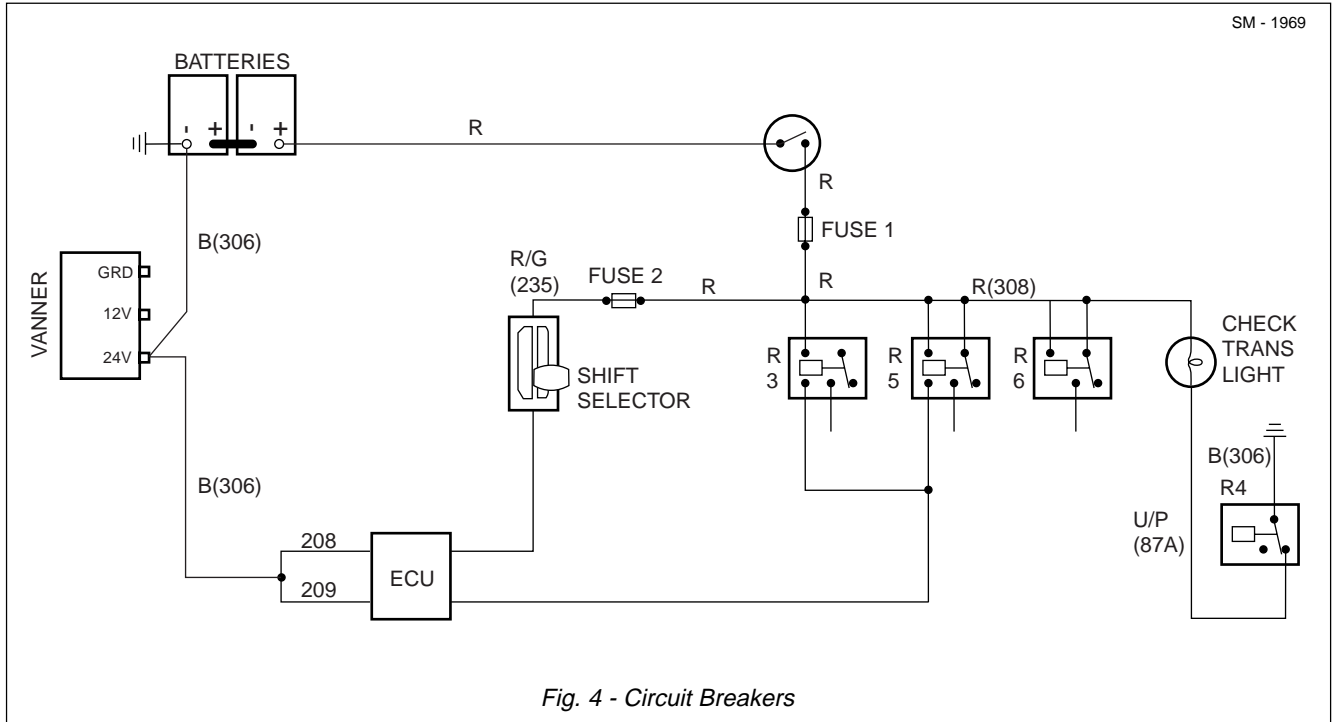 SM - 1969
BATTERIES
- + - +
R
R
B(306)
FUSE 1
VANNER
GRD
12V
24V
R/G
(235)
FUSE 2
R
R
R(308)
CHECK
TRANS
LIGHT
R
3
R
5
R
6
SHIFT
SELECTOR
B(306)
R4
B(306)
U/P
(87A)
208
209
ECU
Fig. 4 - Circuit Breakers